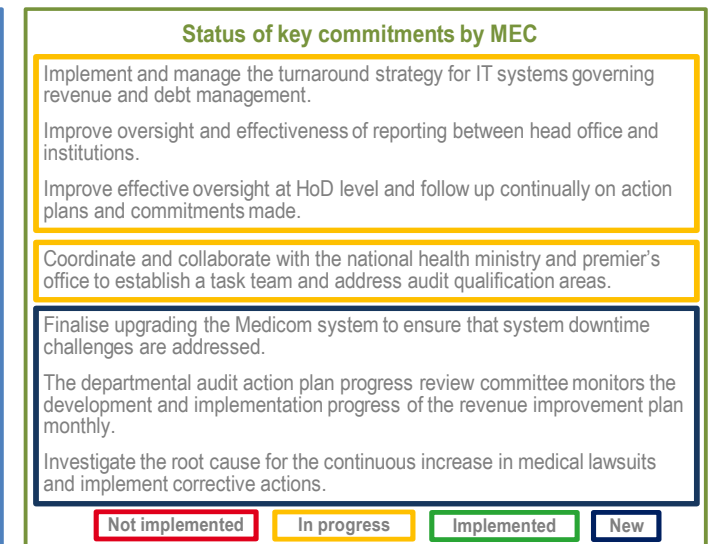 Status of key commitments by MEC
Implement and manage the turnaround strategy for IT systems governing
revenue and debt management.
Improve oversight and effectiveness of reporting between head office and
institutions.
Improve effective oversight at HoD level and follow up continually on action
plans and commitments made.
Coordinate and collaborate with the national health ministry and premier's
office to establish a task team and address audit qualification areas.
Finalise upgrading the Medicom system to ensure that system downtime
challenges are addressed.
The departmental audit action plan progress review committee monitors the
development and implementation progress of the revenue improvement plan
monthly.
Investigate the root cause for the continuous increase in medical lawsuits
and implement corrective actions.
Not implemented In progress Implemented New